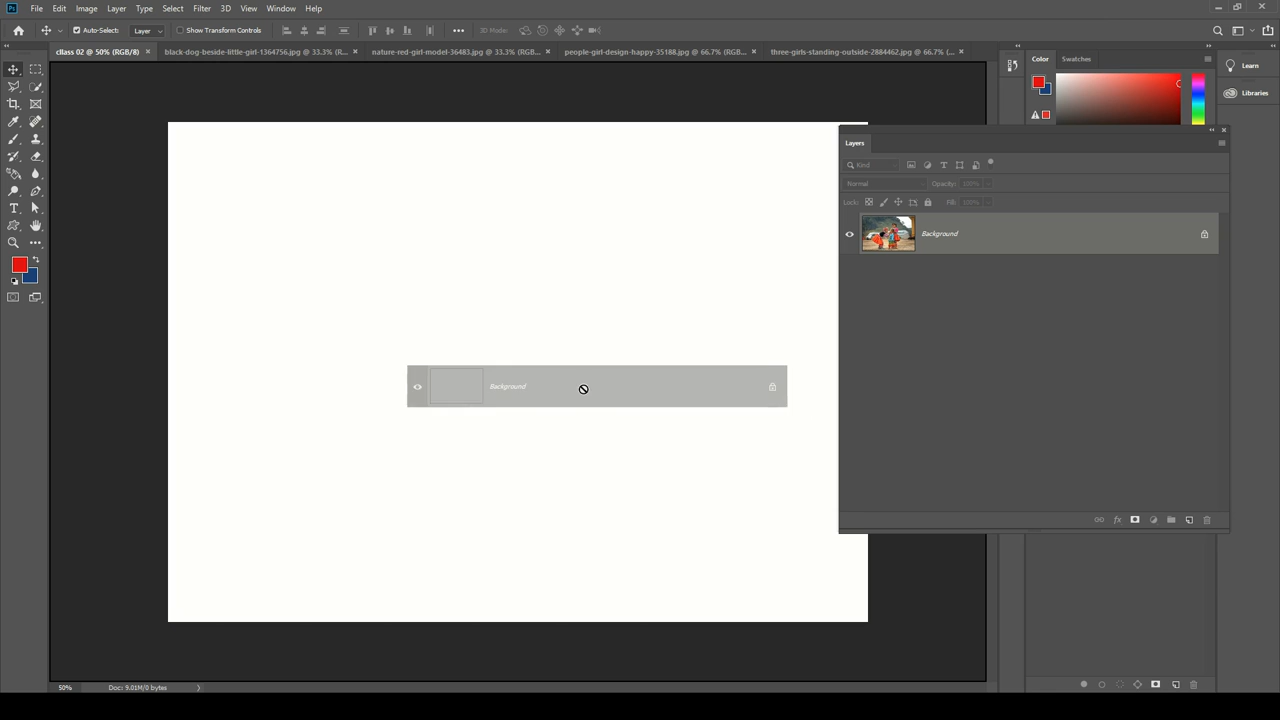 Ps File Edit Image Layer Type Select Filter 3D View Window Help
Auto-Select: Layer Show Transform Controls 3D Mode:
cllass 02 @ 50% (RGB/8) black-dog-beside-little-girl-1364756.jpg @ 33.3% (R... nature-red-girl-model-36483.jpg @ 33.3% (RGB... people-girl-design-happy-35188.jpg @ 66.7% (RGB... three-girls-standing-outside-2884462.jpg @ 66.7% (...
Color Swatches
Learn
Libraries
Layers
Kind
Normal Opacity: 100%
Lock: Fill: 100%
Background
Background
50% Doc: 9.01M/0 bytes